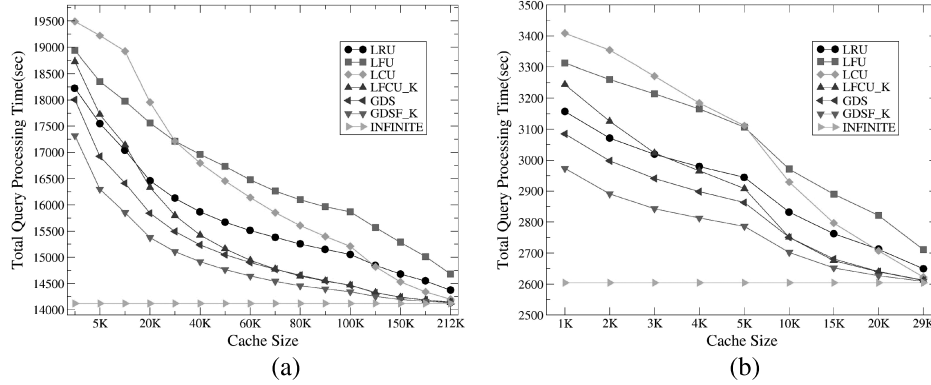 19500
19000
18500
18000
17500
17000
16500
16000
15500
15000
14500
14000
Total Query Processing Time(sec)
LRU
LFU
LCU
LFCU_K
GDS
GDSF_K
INFINITE
5K 20K 40K 60K 80K 100K 150K 212K
Cache Size
(a)
3500
3400
3300
3200
3100
3000
2900
2800
2700
2600
2500
Total Query Processing Time(sec)
LRU
LFU
LCU
LFCU_K
GDS
GDSF_K
INFINITE
1K 2K 3K 4K 5K 10K 15K 20K 29K
Cache Size
(b)